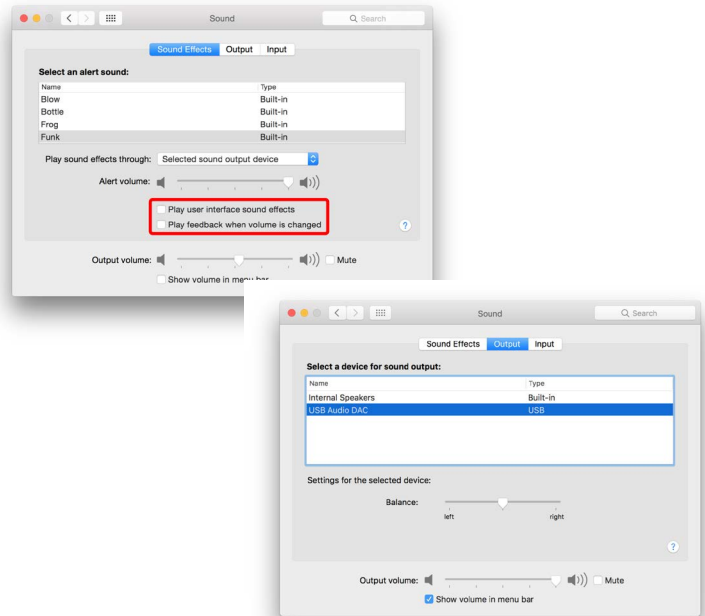 Sound
Search
Sound Effects Output Input
Select an alert sound:
Name Type
Blow Built-in
Bottle Built-in
Frog Built-in
Funk Built-in
Play sound effects through: Selected sound output device
Alert volume:
Play user interface sound effects
Play feedback when volume is changed
?
Output volume: Mute
Show volume in menu bar
Sound
Search
Sound Effects Output Input
Select a device for sound output:
Name Type
Internal Speakers Built-in
USB Audio DAC USB
Settings for the selected device:
Balance:
left right
?
Output volume: Mute
Show volume in menu bar